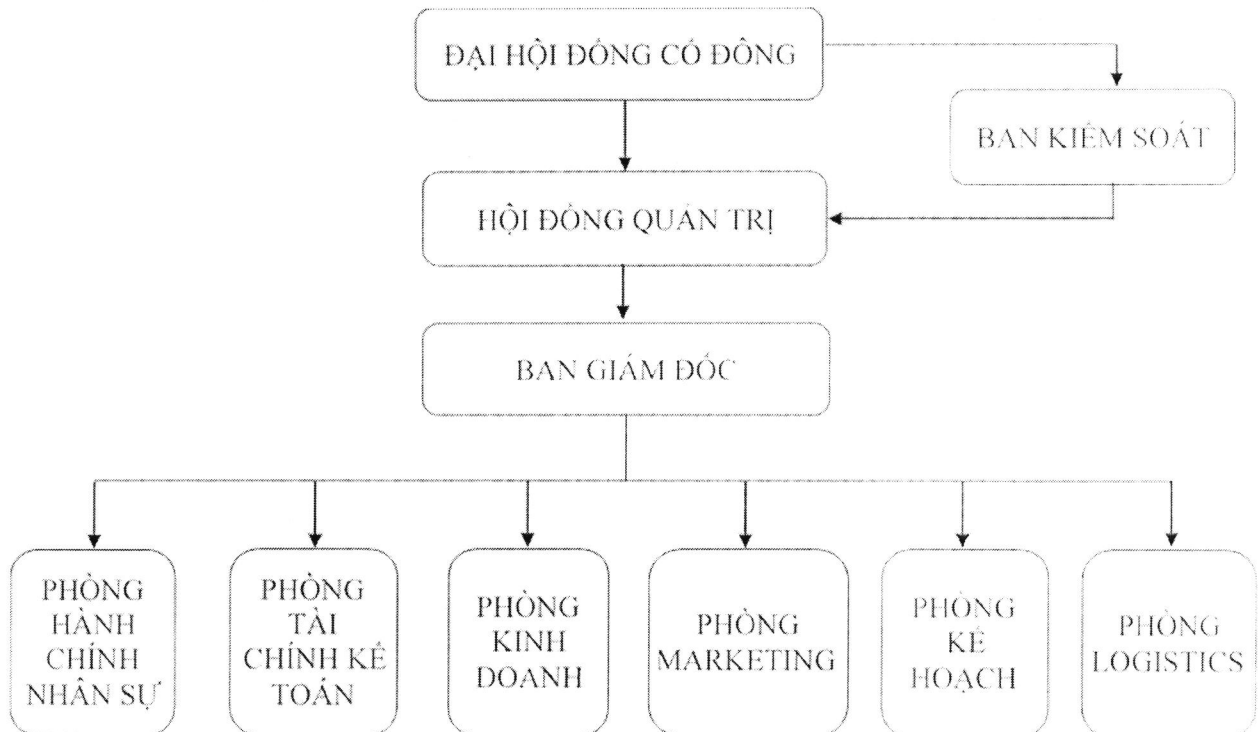 ĐẠI HỘI ĐỒNG CỔ ĐÔNG
BAN KIỂM SOÁT
HỘI ĐỒNG QUẢN TRỊ
BAN GIÁM ĐỐC
PHÒNG
HÀNH
CHÍNH
NHÂN SỰ
PHÒNG
TÀI
CHÍNH KẾ
TOÁN
PHÒNG
KINH
DOANH
PHÒNG
MARKETING
PHÒNG
KẾ
HOẠCH
PHÒNG
LOGISTICS